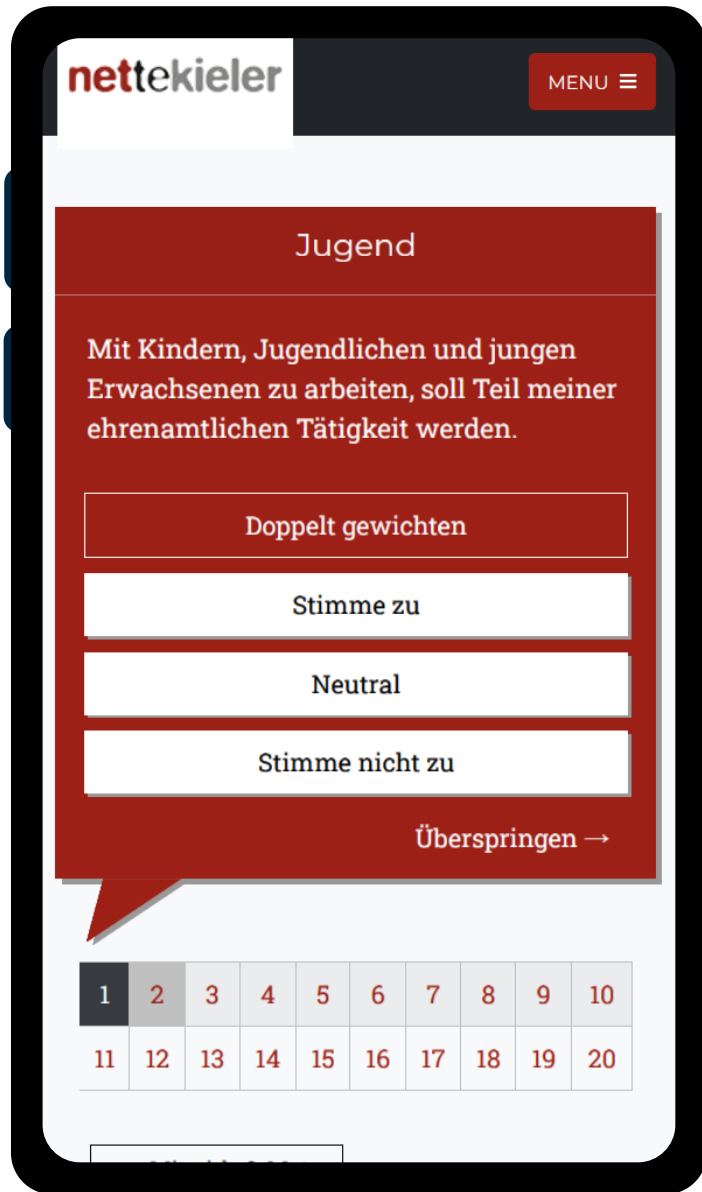 nettekieler
MENU
Jugend
Mit Kindern, Jugendlichen und jungen
Erwachsenen zu arbeiten, soll Teil meiner
ehrenamtlichen Tätigkeit werden.
Doppelt gewichten
Stimme zu
Neutral
Stimme nicht zu
Überspringen →
1 2 3 4 5 6 7 8 9 10
11 12 13 14 15 16 17 18 19 20